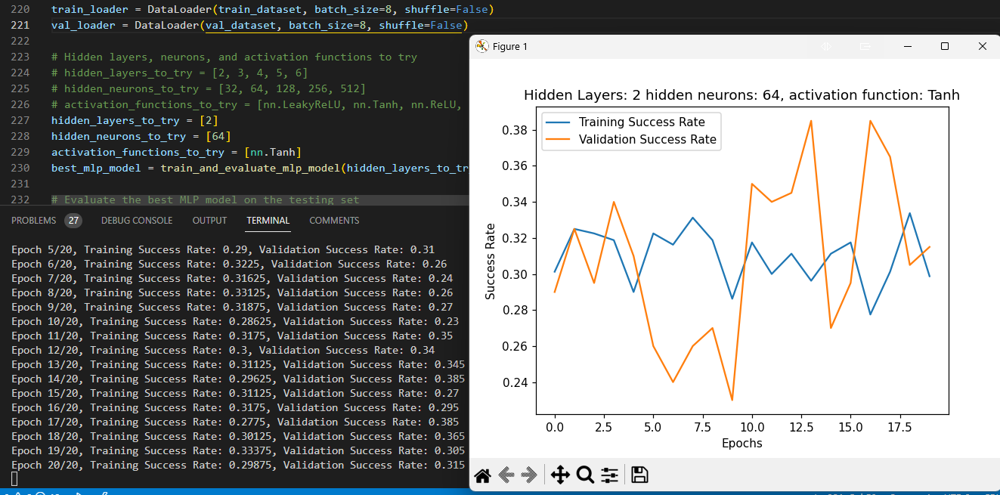 220 train_loader = DataLoader(train_dataset, batch_size=8, shuffle=False)
221 val_loader = DataLoader(val_dataset, batch_size=8, shuffle=False)
222
223 # Hidden layers, neurons, and activation functions to try
224 # hidden_layers_to_try = [2, 3, 4, 5, 6]
225 # hidden_neurons_to_try = [32, 64, 128, 256, 512]
226 # activation_functions_to_try = [nn.LeakyReLU, nn.Tanh, nn.ReLU,
227 hidden_layers_to_try = [2]
228 hidden_neurons_to_try = [64]
229 activation_functions_to_try = [nn.Tanh]
230 best_mlp_model = train_and_evaluate_mlp_model(hidden_layers_to_tr
231
232 # Evaluate the best MLP model on the testing set
PROBLEMS 27 DEBUG CONSOLE OUTPUT TERMINAL COMMENTS
Epoch 5/20, Training Success Rate: 0.29, Validation Success Rate: 0.31
Epoch 6/20, Training Success Rate: 0.3225, Validation Success Rate: 0.26
Epoch 7/20, Training Success Rate: 0.31625, Validation Success Rate: 0.24
Epoch 8/20, Training Success Rate: 0.33125, Validation Success Rate: 0.26
Epoch 9/20, Training Success Rate: 0.31875, Validation Success Rate: 0.27
Epoch 10/20, Training Success Rate: 0.28625, Validation Success Rate: 0.23
Epoch 11/20, Training Success Rate: 0.3175, Validation Success Rate: 0.35
Epoch 12/20, Training Success Rate: 0.3, Validation Success Rate: 0.34
Epoch 13/20, Training Success Rate: 0.31125, Validation Success Rate: 0.345
Epoch 14/20, Training Success Rate: 0.29625, Validation Success Rate: 0.385
Epoch 15/20, Training Success Rate: 0.31125, Validation Success Rate: 0.27
Epoch 16/20, Training Success Rate: 0.3175, Validation Success Rate: 0.295
Epoch 17/20, Training Success Rate: 0.2775, Validation Success Rate: 0.385
Epoch 18/20, Training Success Rate: 0.30125, Validation Success Rate: 0.365
Epoch 19/20, Training Success Rate: 0.33375, Validation Success Rate: 0.305
Epoch 20/20, Training Success Rate: 0.29875, Validation Success Rate: 0.315
Figure 1
Hidden Layers: 2 hidden neurons: 64, activation function: Tanh
Training Success Rate
Validation Success Rate
Success Rate
0.38
0.36
0.34
0.32
0.30
0.28
0.26
0.24
0.0 2.5 5.0 7.5 10.0 12.5 15.0 17.5
Epochs